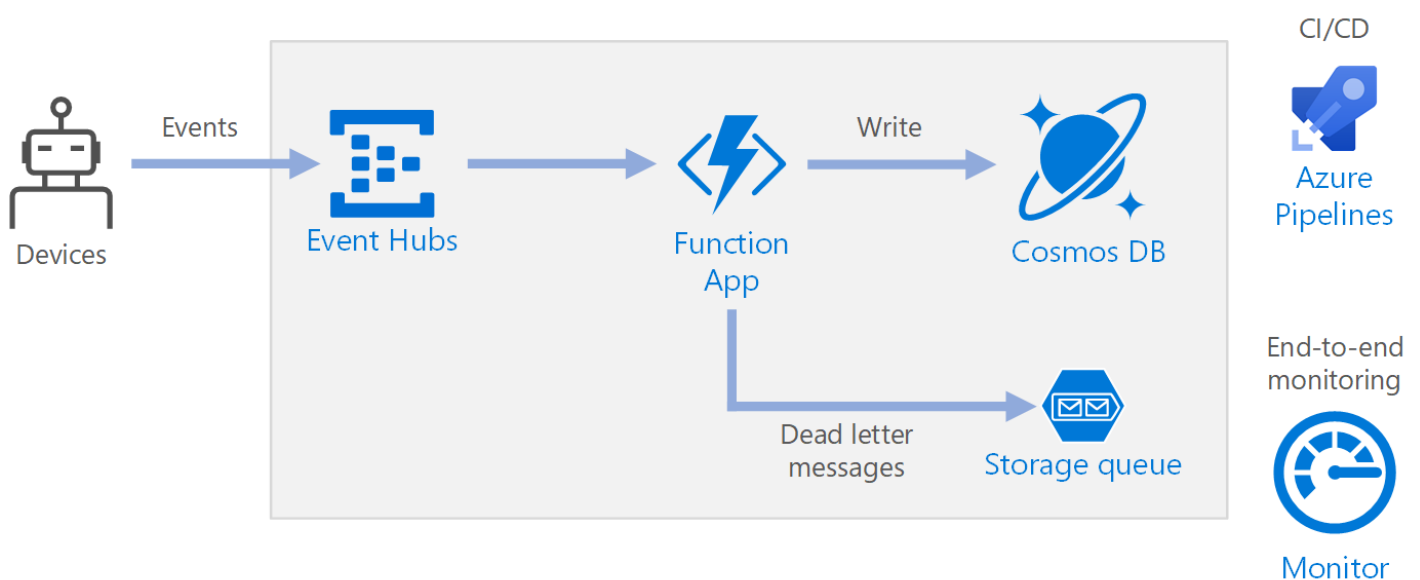 CI/CD
Events
Write
Devices
Event Hubs
Function
App
Cosmos DB
Azure
Pipelines
End-to-end
monitoring
Dead letter
messages
Storage queue
Monitor